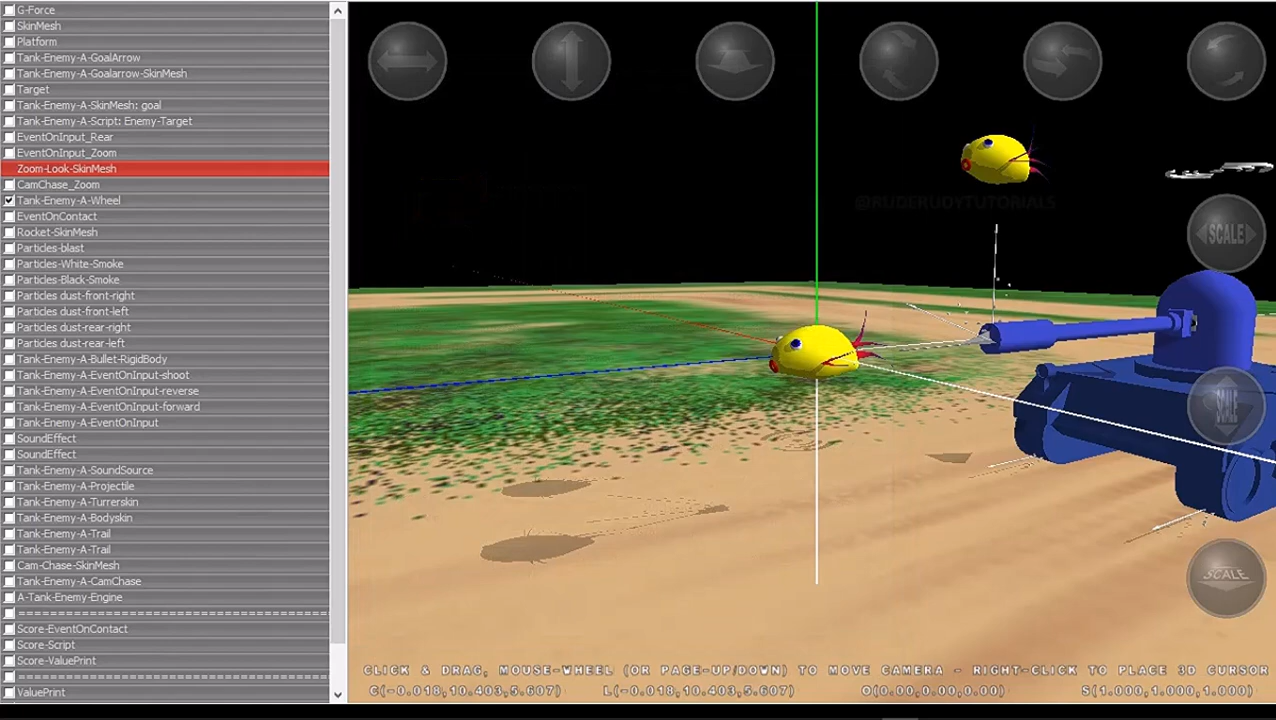 G-Force
SkinMesh
Platform
Tank-Enemy-A-GoalArrow
Tank-Enemy-A-Goalarrow-SkinMesh
Target
Tank-Enemy-A-SkinMesh: goal
Tank-Enemy-A-Script: Enemy-Target
EventOnInput_Rear
EventOnInput_Zoom
Zoom-Look-SkinMesh
CamChase_Zoom
Tank-Enemy-A-Wheel
EventOnContact
Rocket-SkinMesh
Particles-blast
Particles-White-Smoke
Particles-Black-Smoke
Particles dust-front-right
Particles dust-front-left
Particles dust-rear-right
Particles dust-rear-left
Tank-Enemy-A-Bullet-RigidBody
Tank-Enemy-A-EventOnInput-shoot
Tank-Enemy-A-EventOnInput-reverse
Tank-Enemy-A-EventOnInput-forward
Tank-Enemy-A-EventOnInput
SoundEffect
SoundEffect
Tank-Enemy-A-SoundSource
Tank-Enemy-A-Projectile
Tank-Enemy-A-Turrerskin
Tank-Enemy-A-Bodyskin
Tank-Enemy-A-Trail
Tank-Enemy-A-Trail
Cam-Chase-SkinMesh
Tank-Enemy-A-CamChase
A-Tank-Enemy-Engine
Score-EventOnContact
Score-Script
Score-ValuePrint
ValuePrint
@RUDERUDYTUTORIALS
SCALE
SCALE
SCALE
CLICK & DRAG, MOUSE-WHEEL (OR PAGE-UP/DOWN) TO MOVE CAMERA - RIGHT-CLICK TO PLACE 3D CURSOR
C(-0.018,10.403,5.607) L(-0.018,10.403,5.607) O(0.00,0.00,0.00) S(1.000,1.000,1.000)